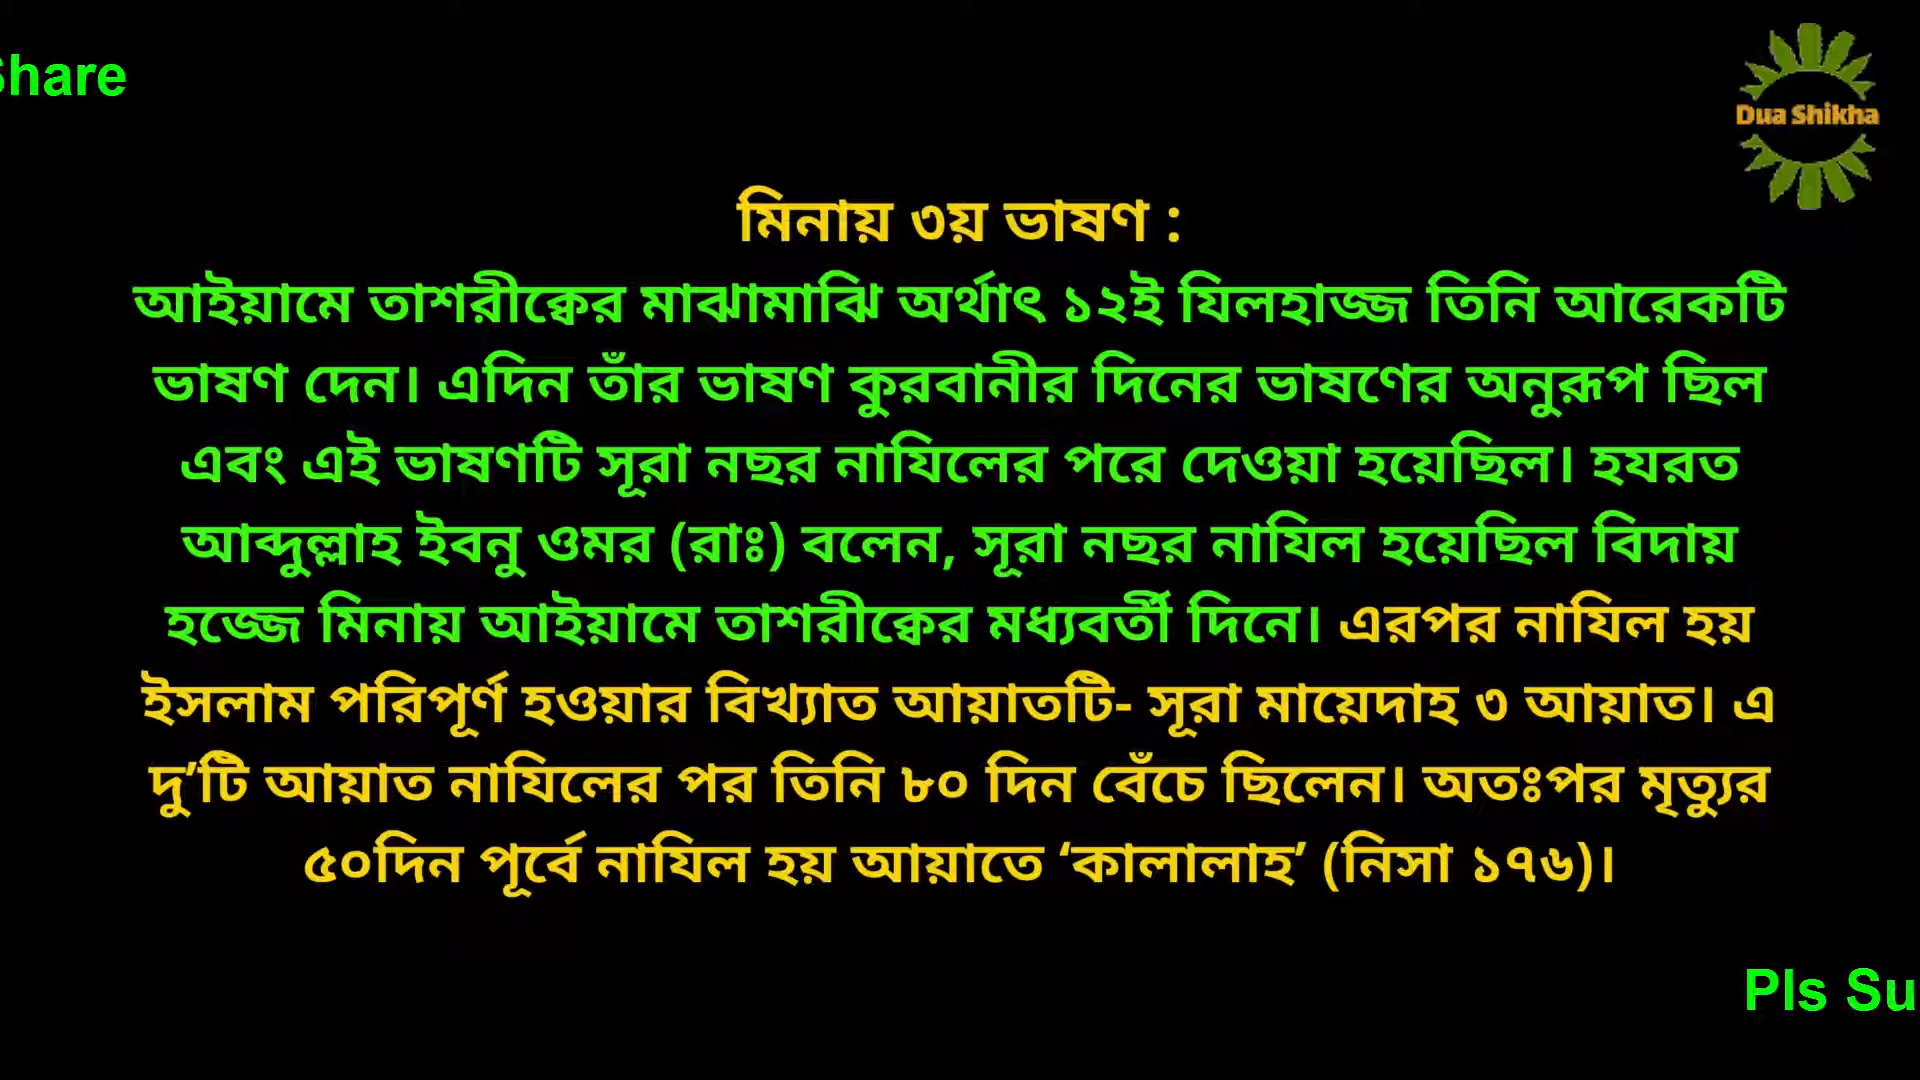 Share
Dua Shikha
মিনায় ৩য় ভাষণ :
আইয়ামে তাশরীক্বের মাঝামাঝি অর্থাৎ ১২ই যিলহাজ্জ তিনি আরেকটি
ভাষণ দেন। এদিন তাঁর ভাষণ কুরবানীর দিনের ভাষণের অনুরূপ ছিল
এবং এই ভাষণটি সূরা নছর নাযিলের পরে দেওয়া হয়েছিল। হযরত
আব্দুল্লাহ ইবনু ওমর (রাঃ) বলেন, সূরা নছর নাযিল হয়েছিল বিদায়
হজ্জে মিনায় আইয়ামে তাশরীক্বের মধ্যবর্তী দিনে। এরপর নাযিল হয়
ইসলাম পরিপূর্ণ হওয়ার বিখ্যাত আয়াতটি- সূরা মায়েদাহ ৩ আয়াত। এ
দু’টি আয়াত নাযিলের পর তিনি ৮০ দিন বেঁচে ছিলেন। অতঃপর মৃত্যুর
৫০দিন পূর্বে নাযিল হয় আয়াতে ‘কালালাহ’ (নিসা ১৭৬)।
Pls Su